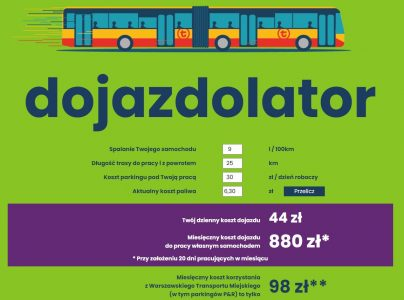 dojazdolator
Spalanie Twojego samochodu 9 l / 100km
Długość trasy do pracy i z powrotem 25 km
Koszt parkingu pod Twoją pracą 30 zł / dzień roboczy
Aktualny koszt paliwa 6,30 zł Przelicz
Twój dzienny koszt dojazdu 44 zł
Miesięczny koszt dojazdu
do pracy własnym samochodem 880 zł*
* Przy założeniu 20 dni pracujących w miesiącu
Miesięczny koszt korzystania
z Warszawskiego Transportu Miejskiego
(w tym parkingów P&R) to tylko 98 zł**